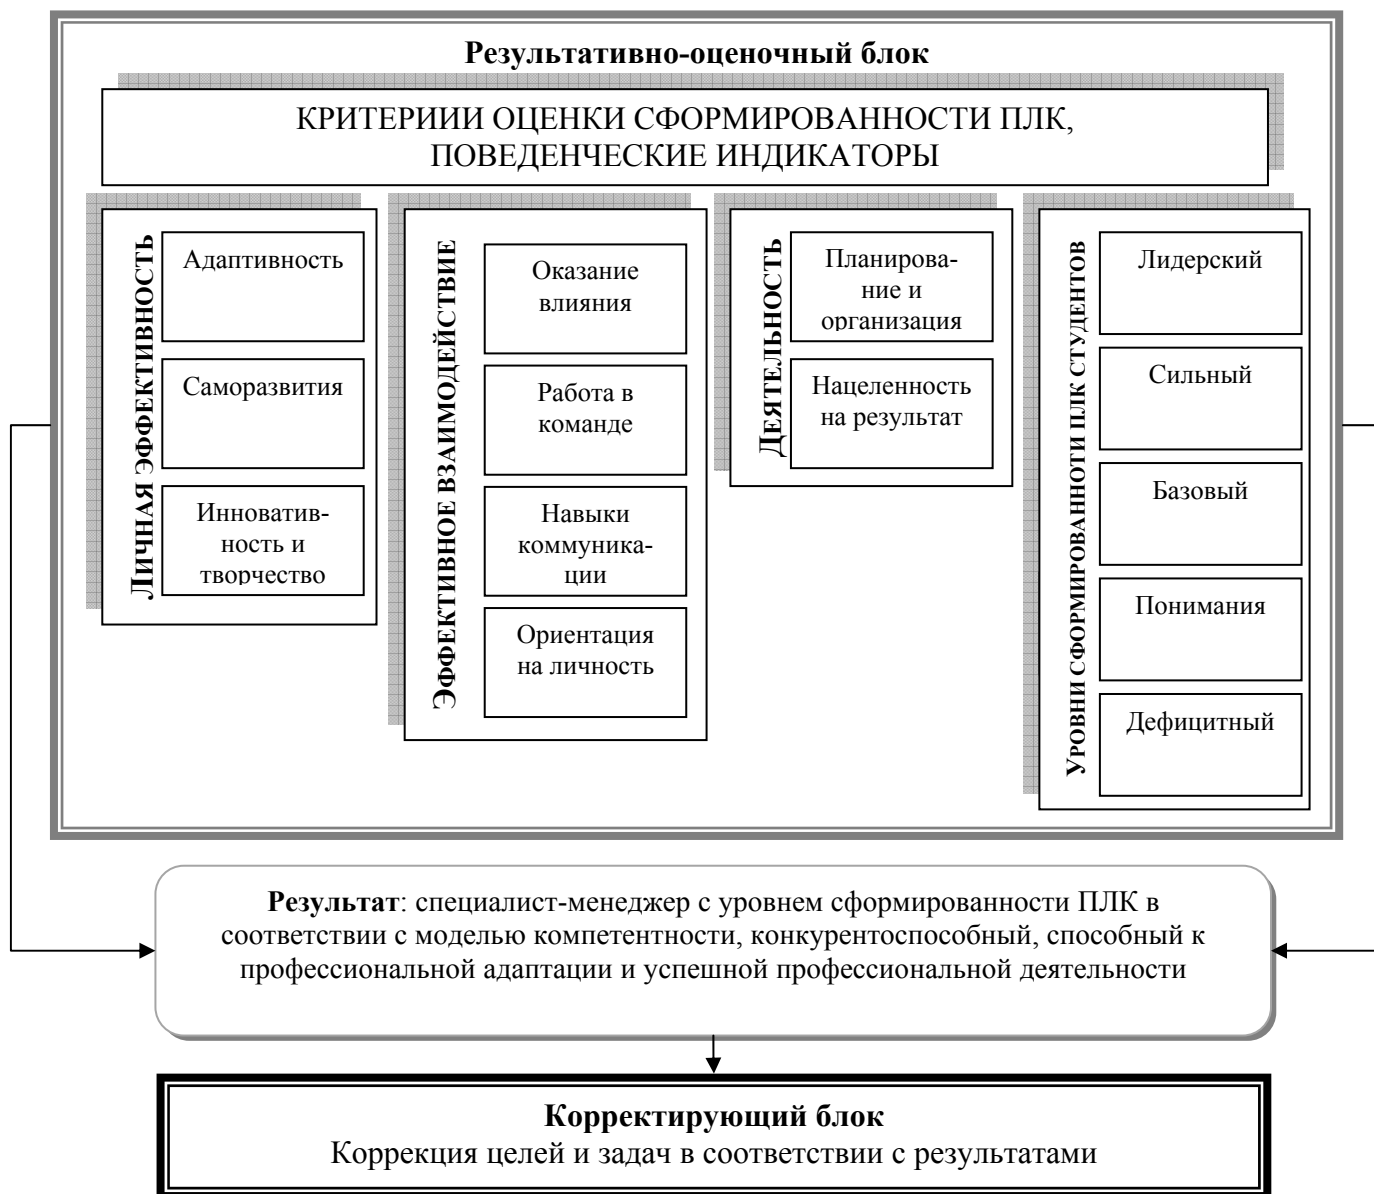 Результативно-оценочный блок
КРИТЕРИИИ ОЦЕНКИ СФОРМИРОВАННОСТИ ПЛК,
ПОВЕДЕНЧЕСКИЕ ИНДИКАТОРЫ
ЛИЧНАЯ ЭФФЕКТИВНОСТЬ
Адаптивность
Саморазвития
Инноватив-
ность и
творчество
ЭФФЕКТИВНОЕ ВЗАИМОДЕЙСТВИЕ
Оказание
влияния
Работа в
команде
Навыки
коммуника-
ции
Ориентация
на личность
ДЕЯТЕЛЬНОСТЬ
Планирова-
ние и
организация
Нацеленность
на результат
УРОВНИ СФОРМИРОВАННОТИ ПЛК СТУДЕНТОВ
Лидерский
Сильный
Базовый
Понимания
Дефицитный
Результат: специалист-менеджер с уровнем сформированности ПЛК в
соответствии с моделью компетентности, конкурентоспособный, способный к
профессиональной адаптации и успешной профессиональной деятельности
Корректирующий блок
Коррекция целей и задач в соответствии с результатами